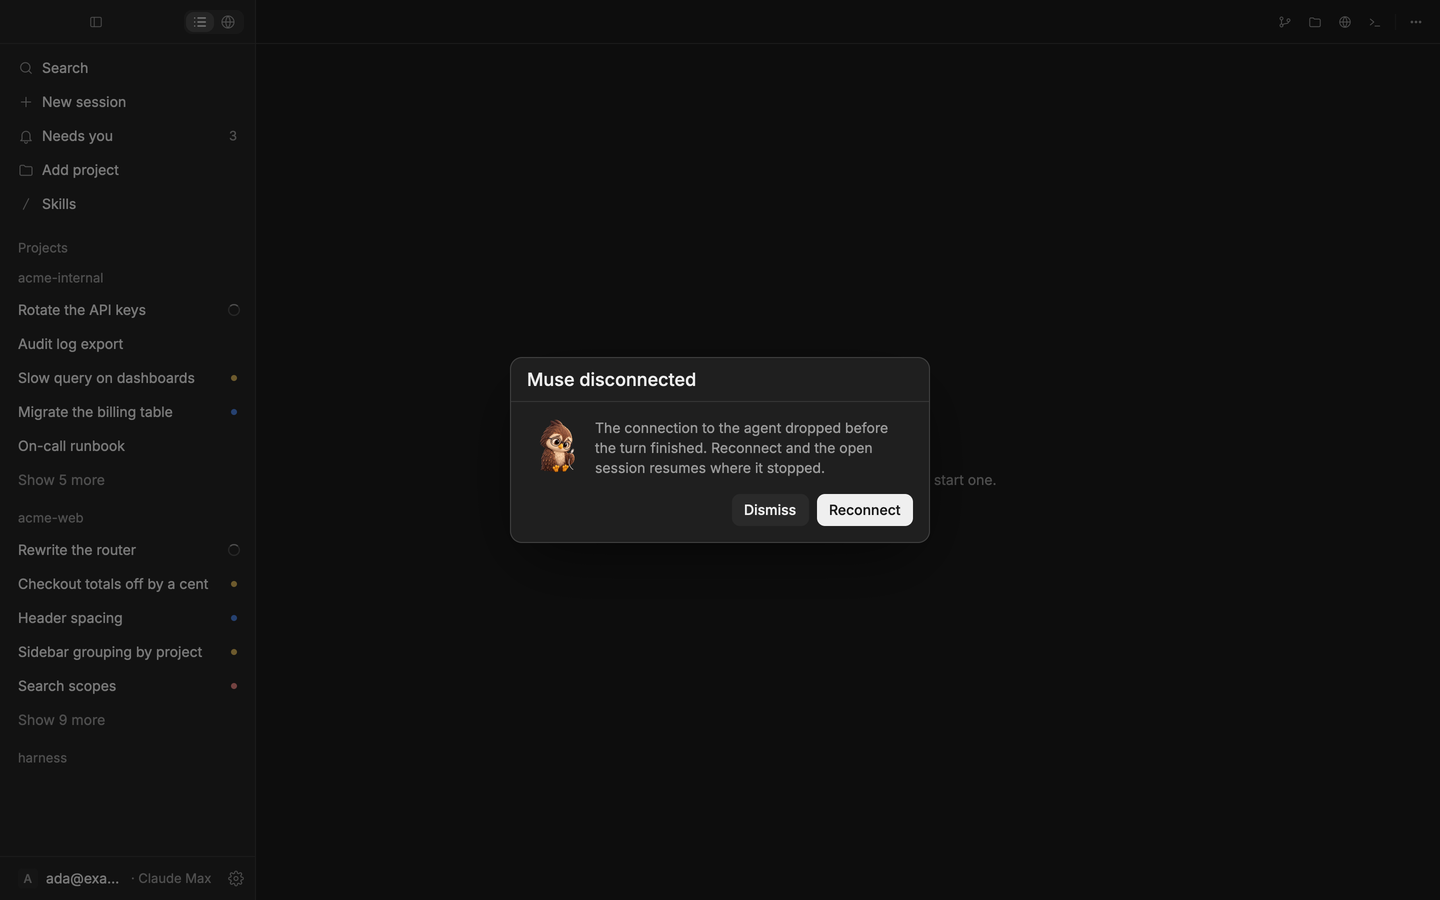 Search
New session
Needs you 3
Add project
Skills
Projects
acme-internal
Rotate the API keys
Audit log export
Slow query on dashboards
Migrate the billing table
On-call runbook
Show 5 more
acme-web
Rewrite the router
Checkout totals off by a cent
Header spacing
Sidebar grouping by project
Search scopes
Show 9 more
harness
A ada@exa... · Claude Max
Muse disconnected
The connection to the agent dropped before
the turn finished. Reconnect and the open
session resumes where it stopped.
Dismiss Reconnect
start one.